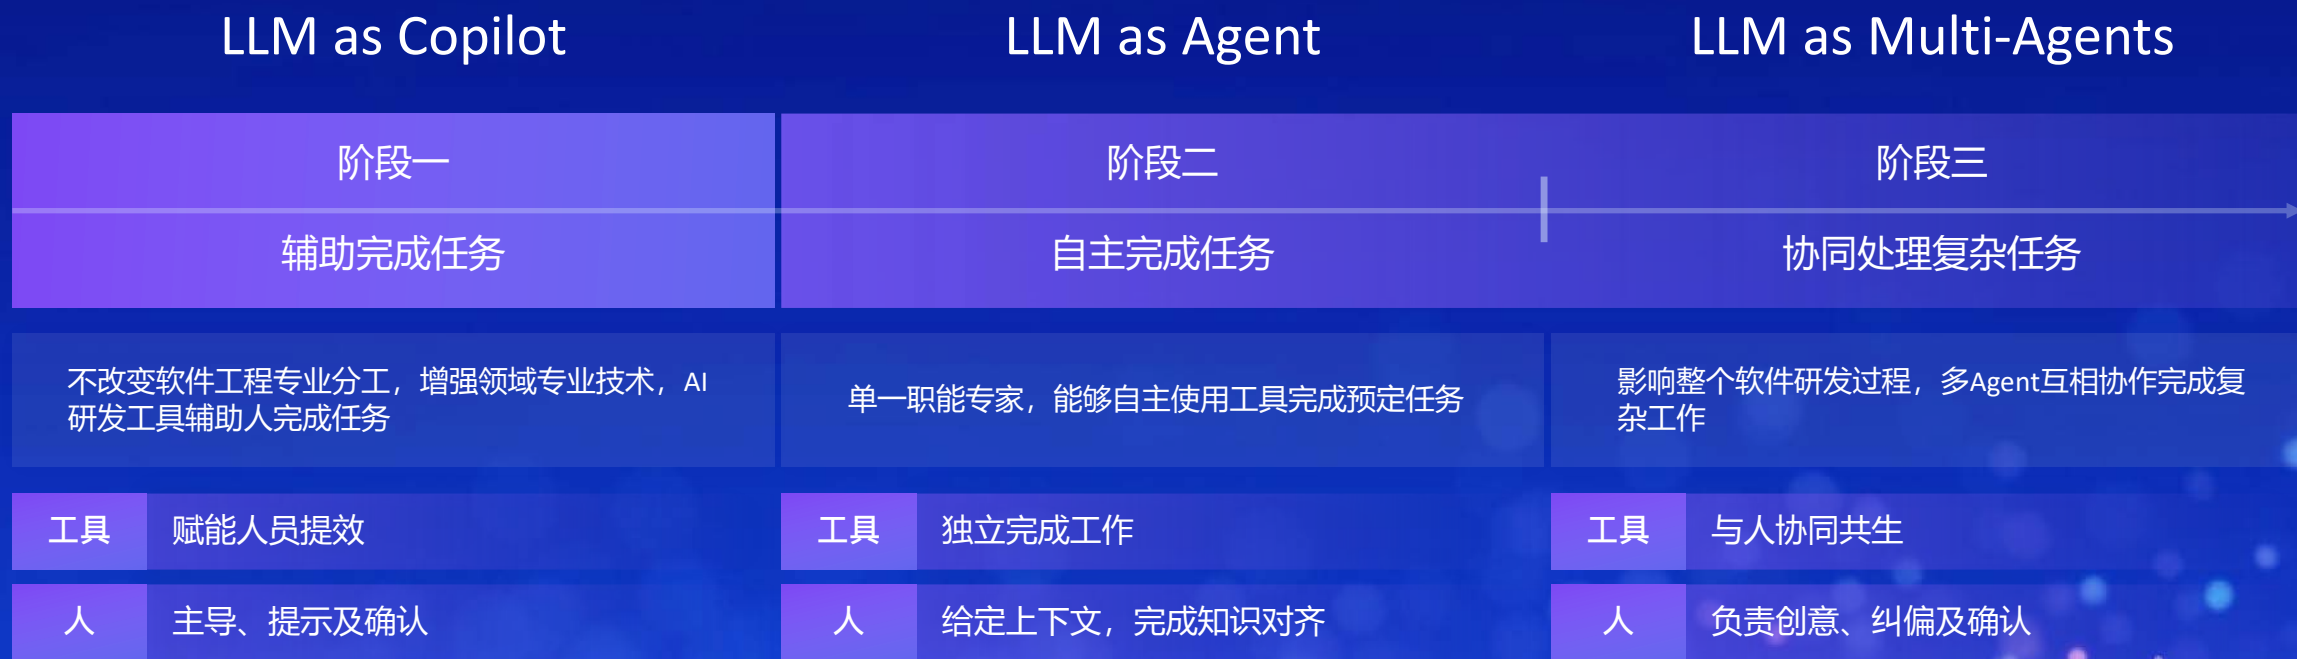 LLM as Copilot
LLM as Agent
LLM as Multi-Agents
阶段一
阶段二
阶段三
辅助完成任务
自主完成任务
协同处理复杂任务
不改变软件工程专业分工，增强领域专业技术，AI
研发工具辅助人完成任务
单一职能专家，能够自主使用工具完成预定任务
影响整个软件研发过程，多Agent互相协作完成复
杂工作
工具 赋能人员提效
工具 独立完成工作
工具 与人协同共生
人 主导、提示及确认
人 给定上下文，完成知识对齐
人 负责创意、纠偏及确认